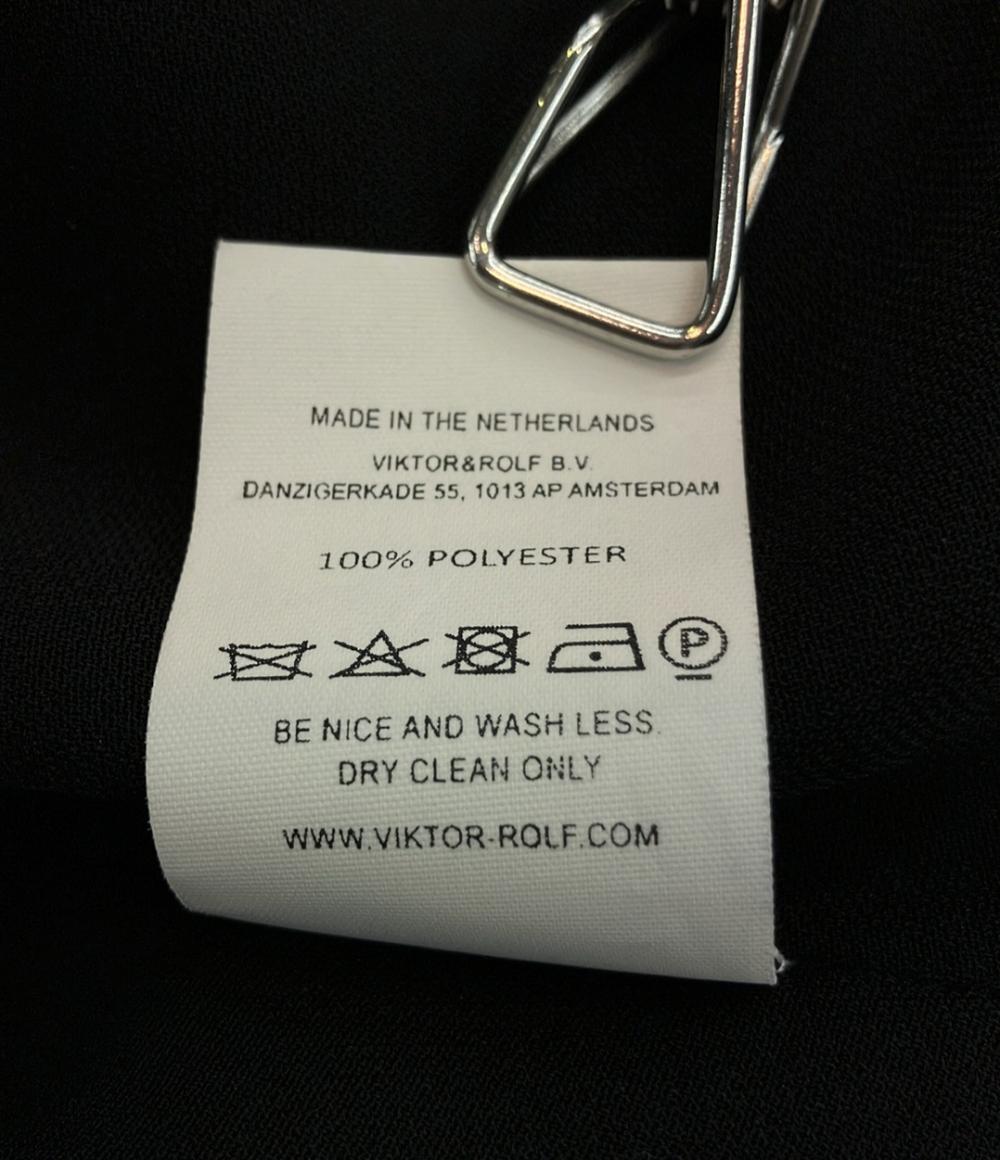 MADE IN THE NETHERLANDS
VIKTOR&ROLF B.V.
DANZIGERKADE 55, 1013 AP AMSTERDAM
100% POLYESTER
P
BE NICE AND WASH LESS.
DRY CLEAN ONLY
WWW.VIKTOR-ROLF.COM